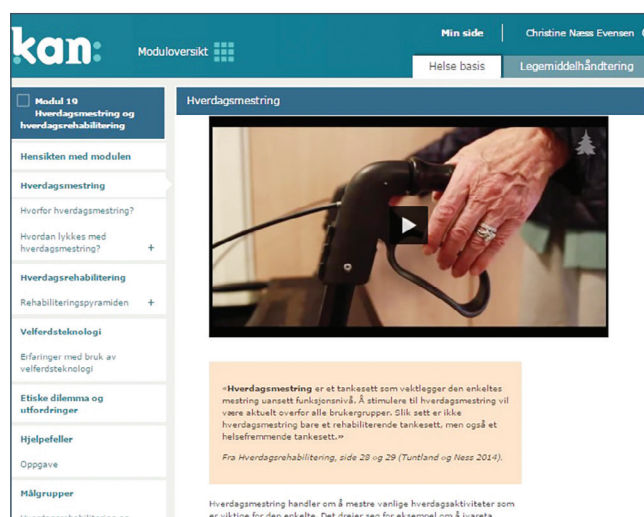 kan:
Moduloversikt
Min side
Christine Næss Evensen
Helse basis
Legemiddelhåndtering
Modul 19
Hverdagsmestring og
hverdagsrehabilitering
Hensikten med modulen
Hverdagsmestring
Hvorfor hverdagsmestring?
Hvordan lykkes med
hverdagsmestring? +
Hverdagsrehabilitering
Rehabiliteringspyramiden +
Velferdsteknologi
Erfaringer med bruk av
velferdsteknologi
Etiske dilemma og
utfordringer
Hjelpefeller
Oppgave
Målgrupper
Hverdagsmestring
«Hverdagsmestring er et tankesett som vektlegger den enkeltes
mestring uansett funksjonsnivå. Å stimulere til hverdagsmestring vil
være aktuelt overfor alle brukergrupper. Slik sett er ikke
hverdagsmestring bare et rehabiliterende tankesett, men også et
helsefremmende tankesett.»
Fra Hverdagsrehabilitering, side 28 og 29 (Tuntland og Ness 2014).
Hverdagsmestring handler om å mestre vanlige hverdagsaktiviteter som
er viktige for den enkelte. Det dreier seg for eksempel om å ivareta